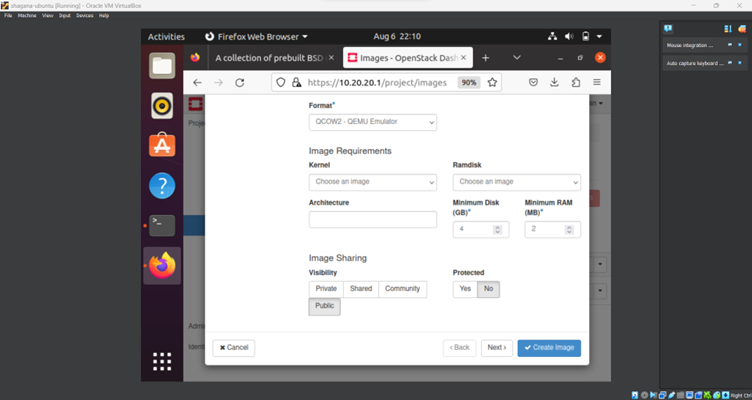 shagana-ubuntu [Running] - Oracle VM VirtualBox
File Machine View Input Devices Help
Activities Firefox Web Browser Aug 6 22:10
A collection of prebuilt BSD Images - OpenStack Dash
https://10.20.20.1/project/images 90%
Mouse integration ...
Auto capture keyboard ...
Format*
QCOW2 - QEMU Emulator
Image Requirements
Kernel Ramdisk
Choose an image Choose an image
Architecture Minimum Disk (GB)* Minimum RAM (MB)*
4 2
Image Sharing
Visibility Protected
Private Shared Community Yes No
Public
Cancel ‹ Back Next › Create Image
Right Ctrl